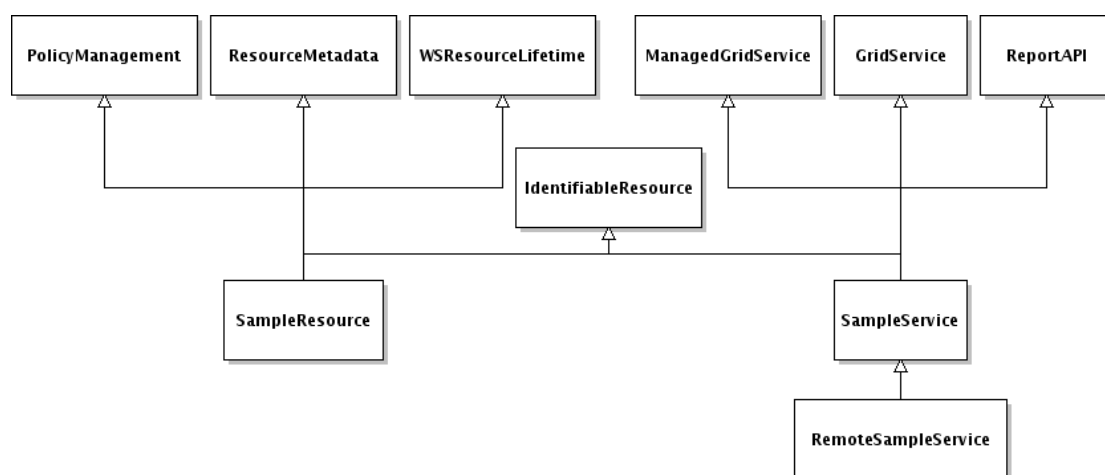 PolicyManagement
ResourceMetadata
WSResourceLifetime
ManagedGridService
GridService
ReportAPI
IdentifiableResource
SampleResource
SampleService
RemoteSampleService